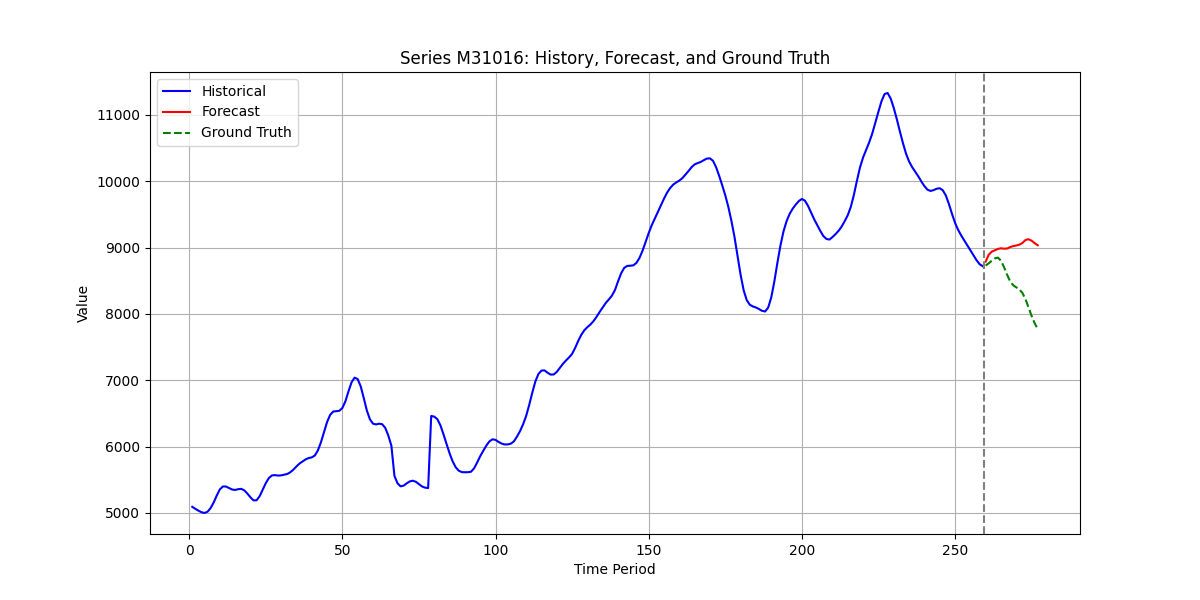 Series M31016: History, Forecast, and Ground Truth
Historical
Forecast
Ground Truth
11000
10000
9000
8000
7000
6000
5000
Value
0 50 100 150 200 250
Time Period